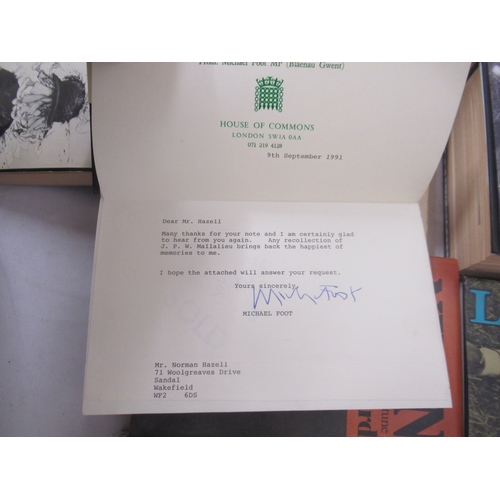 From: Michael Foot MP (Blaenau Gwent)
HOUSE OF COMMONS
LONDON SW1A 0AA
071 219 4128
9th September 1991
Dear Mr. Hazell
Many thanks for your note and I am certainly glad
to hear from you again. Any recollection of
J. P. W. Mallalieu brings back the happiest of
memories to me.
I hope the attached will answer your request.
Yours sincerely,
Michael Foot
MICHAEL FOOT
Mr. Norman Hazell
71 Woolgreaves Drive
Sandal
Wakefield
WF2 6DS